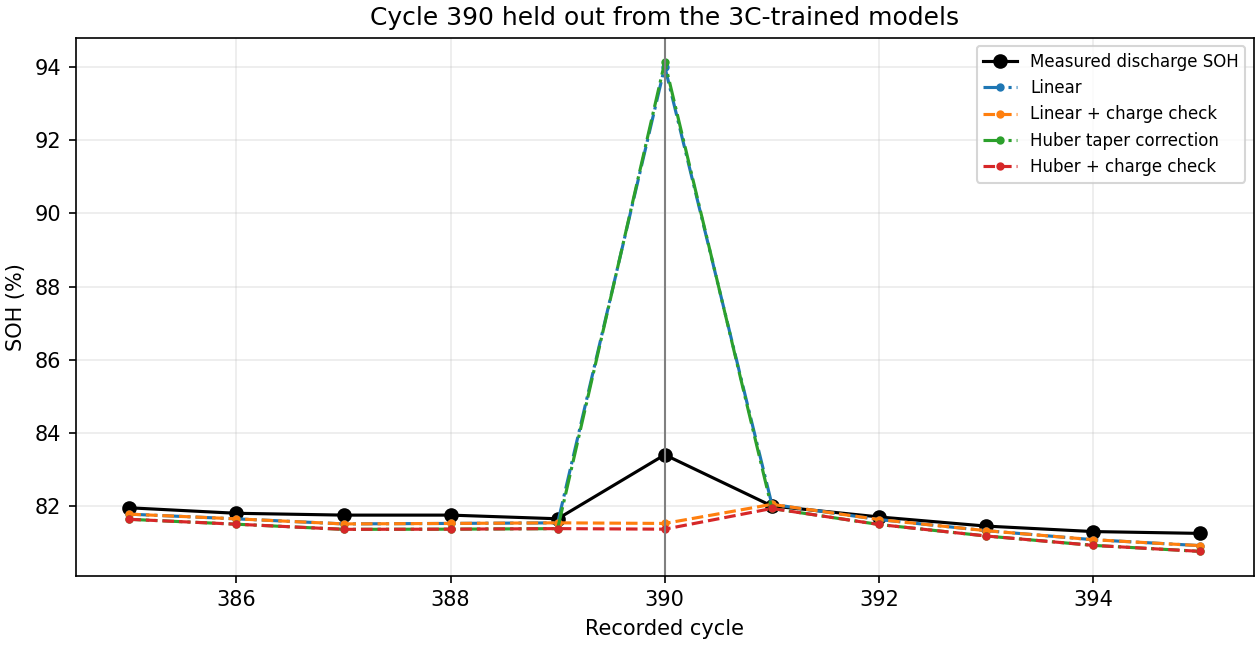 Cycle 390 held out from the 3C-trained models
Measured discharge SOH
Linear
Linear + charge check
Huber taper correction
Huber + charge check
SOH (%)
94
92
90
88
86
84
82
386
388
390
392
394
Recorded cycle